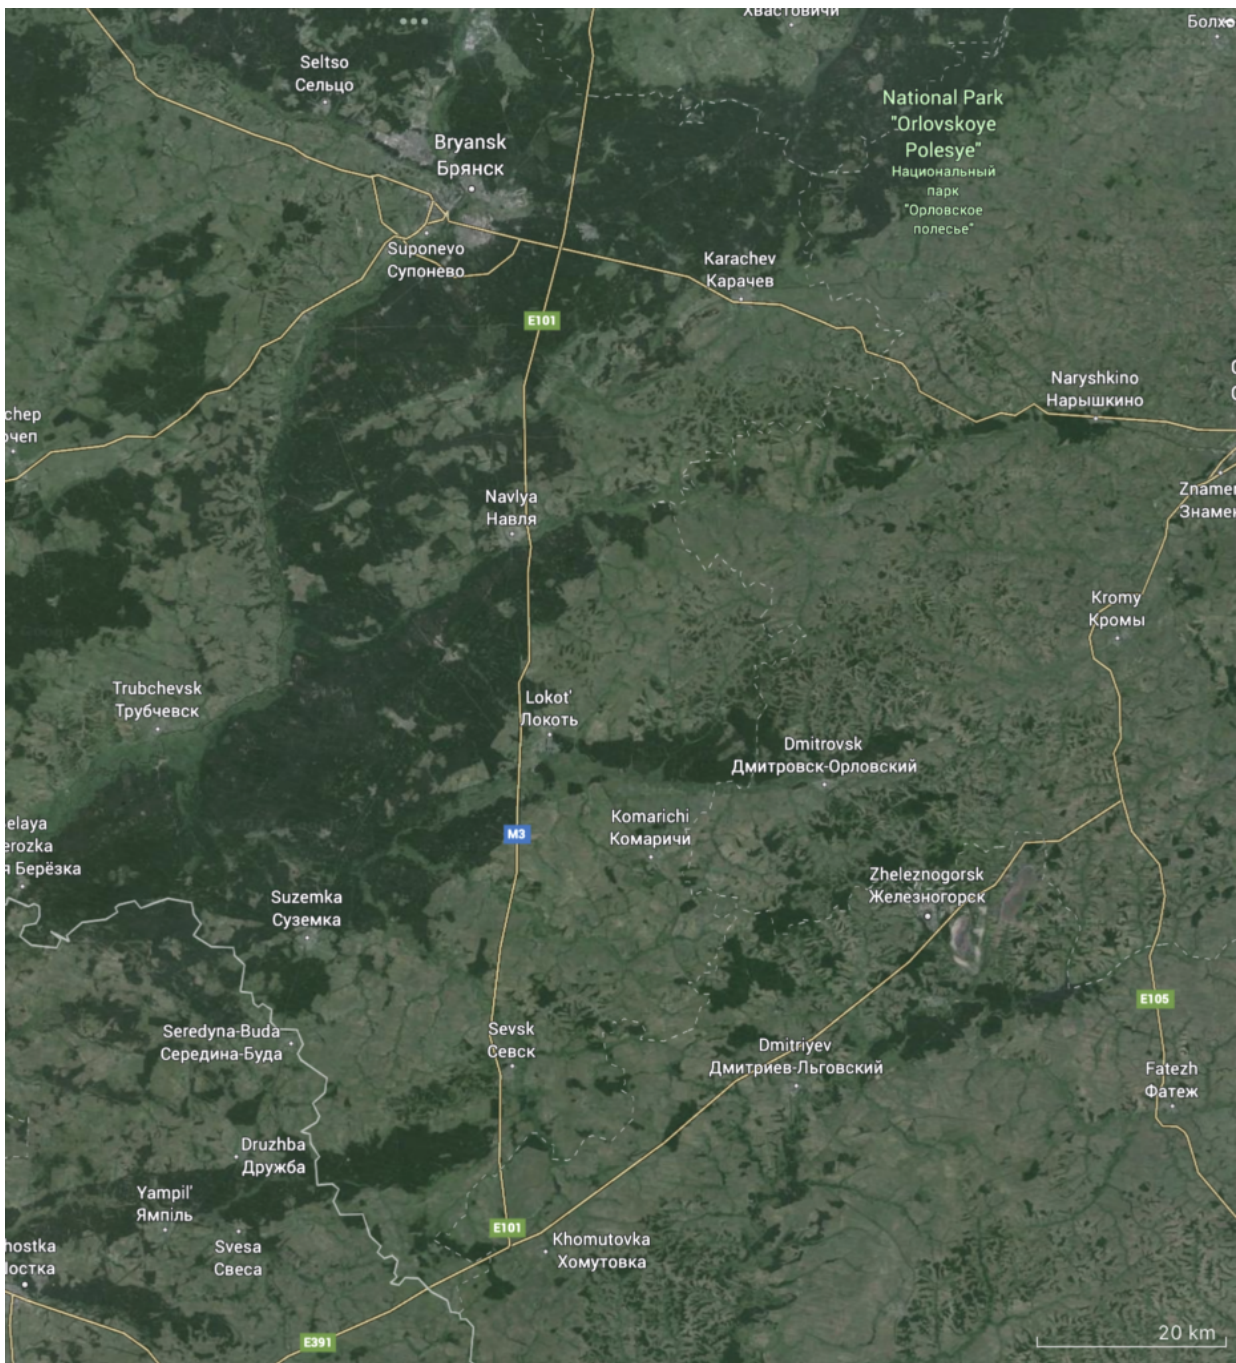 Хвастовичи
Seltso
Сельцо
National Park
"Orlovskoye
Polesye"
Национальный
парк
"Орловское
полесье"
Bryansk
Брянск
Suponevo
Супонево
Karachev
Карачев
E101
Naryshkino
Нарышкино
chep
очеп
Navlya
Навля
Znamen
Знамен
Kromy
Кромы
Trubchevsk
Трубчевск
Lokot'
Локоть
Dmitrovsk
Дмитровск-Орловский
elaya
erozka
я Берёзка
M3
Komarichi
Комаричи
Zheleznogorsk
Железногорск
Suzemka
Суземка
E105
Seredyna-Buda
Середина-Буда
Sevsk
Севск
Dmitriyev
Дмитриев-Льговский
Fatezh
Фатеж
Druzhba
Дружба
Yampil'
Ямпіль
E101
Svesa
Свеса
Khomutovka
Хомутовка
hostka
остка
E391
20 km